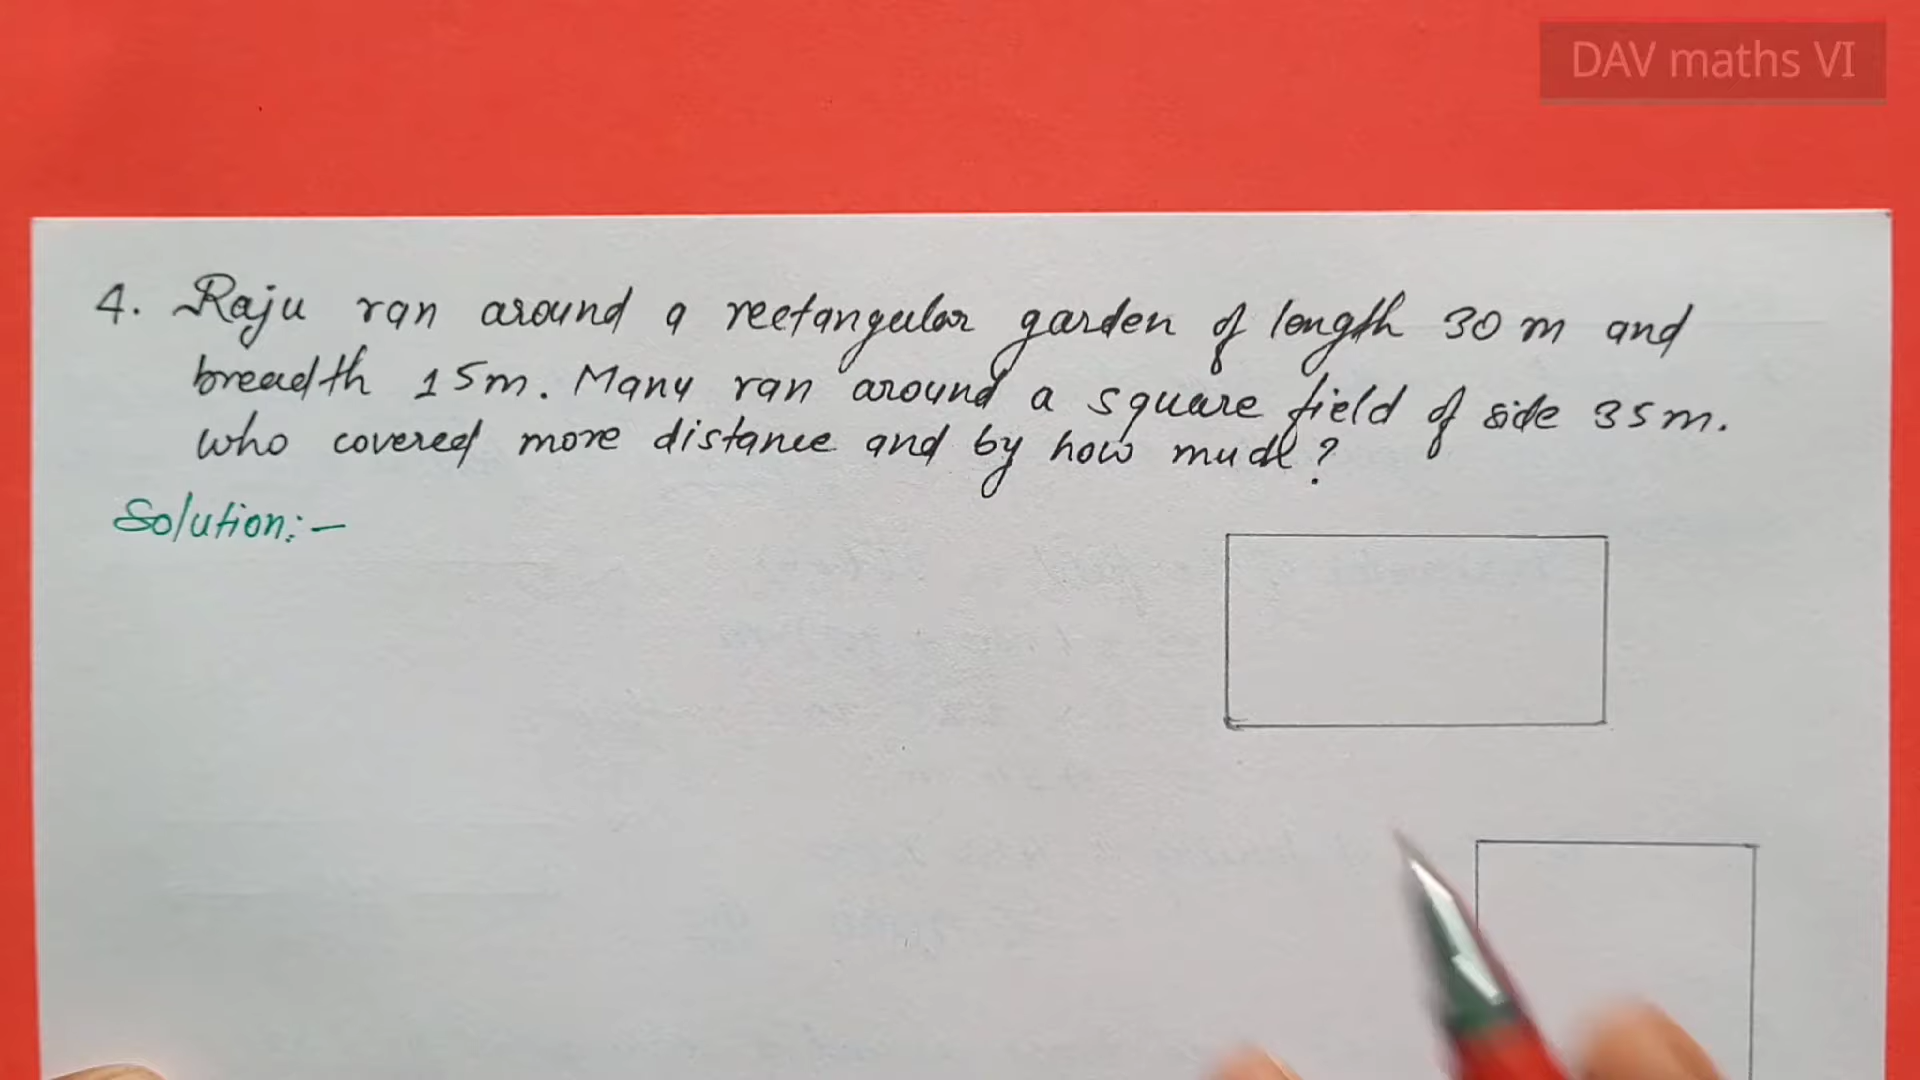 DAV maths VI
4. Raju ran around a rectangular garden of length 30 m and
breadth 15m. Many ran around a square field of side 35m.
who covered more distance and by how much?
Solution:-